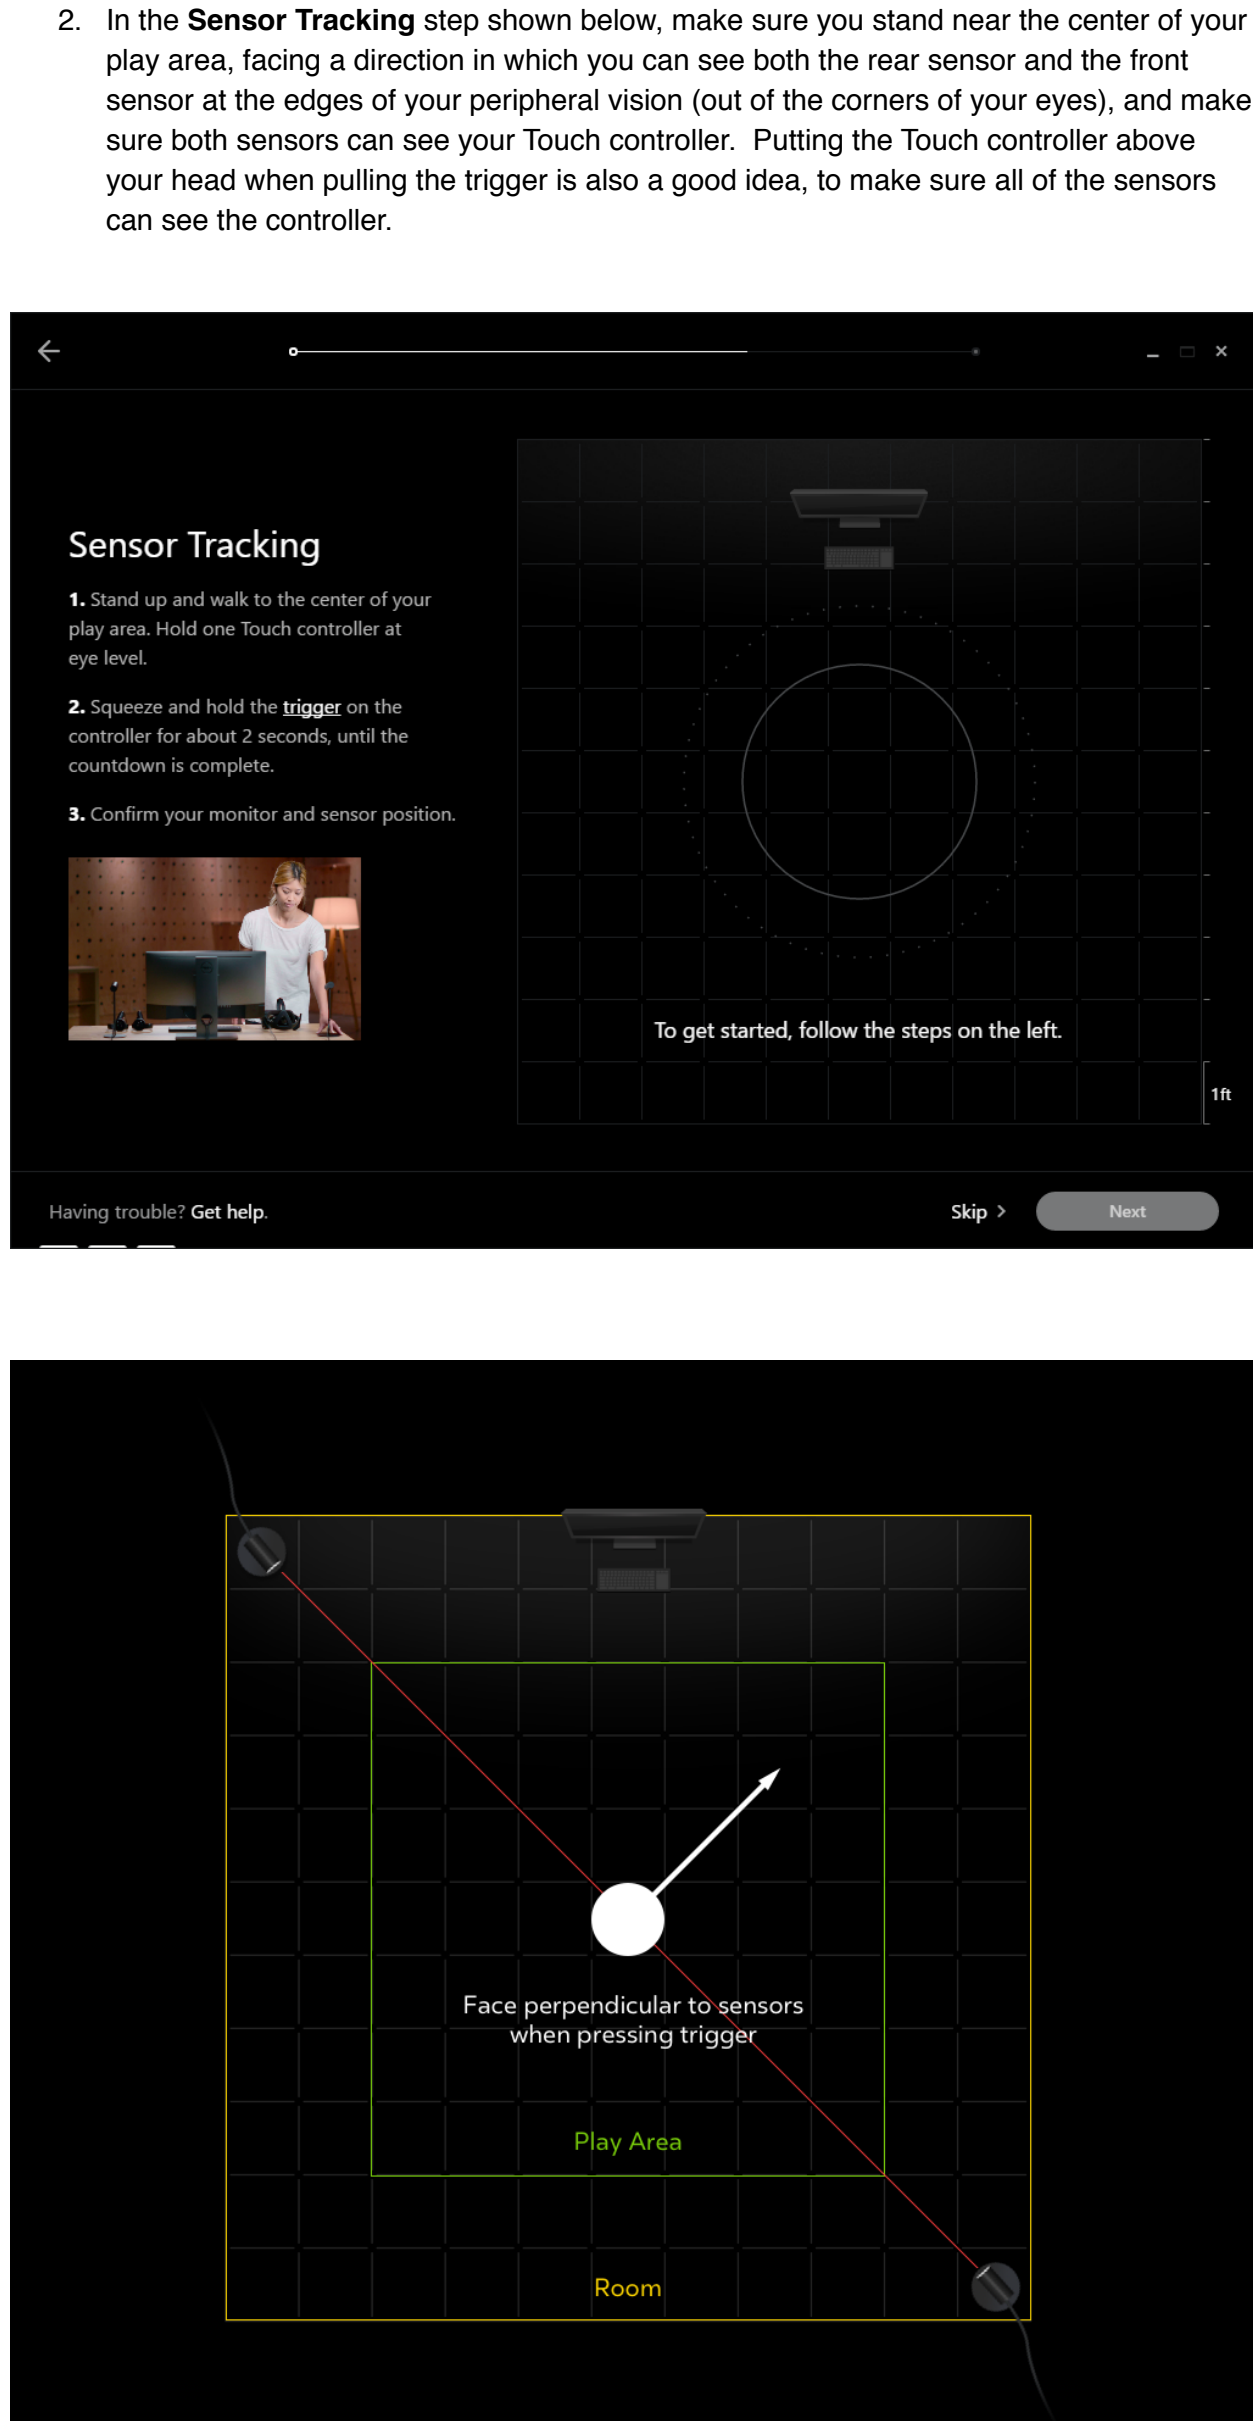 2. In the Sensor Tracking step shown below, make sure you stand near the center of your
play area, facing a direction in which you can see both the rear sensor and the front
sensor at the edges of your peripheral vision (out of the corners of your eyes), and make
sure both sensors can see your Touch controller.  Putting the Touch controller above
your head when pulling the trigger is also a good idea, to make sure all of the sensors
can see the controller.
Sensor Tracking
1. Stand up and walk to the center of your
play area. Hold one Touch controller at
eye level.
2. Squeeze and hold the trigger on the
controller for about 2 seconds, until the
countdown is complete.
3. Confirm your monitor and sensor position.
To get started, follow the steps on the left.
1ft
Having trouble? Get help.
Skip >
Next
Face perpendicular to sensors
when pressing trigger
Play Area
Room